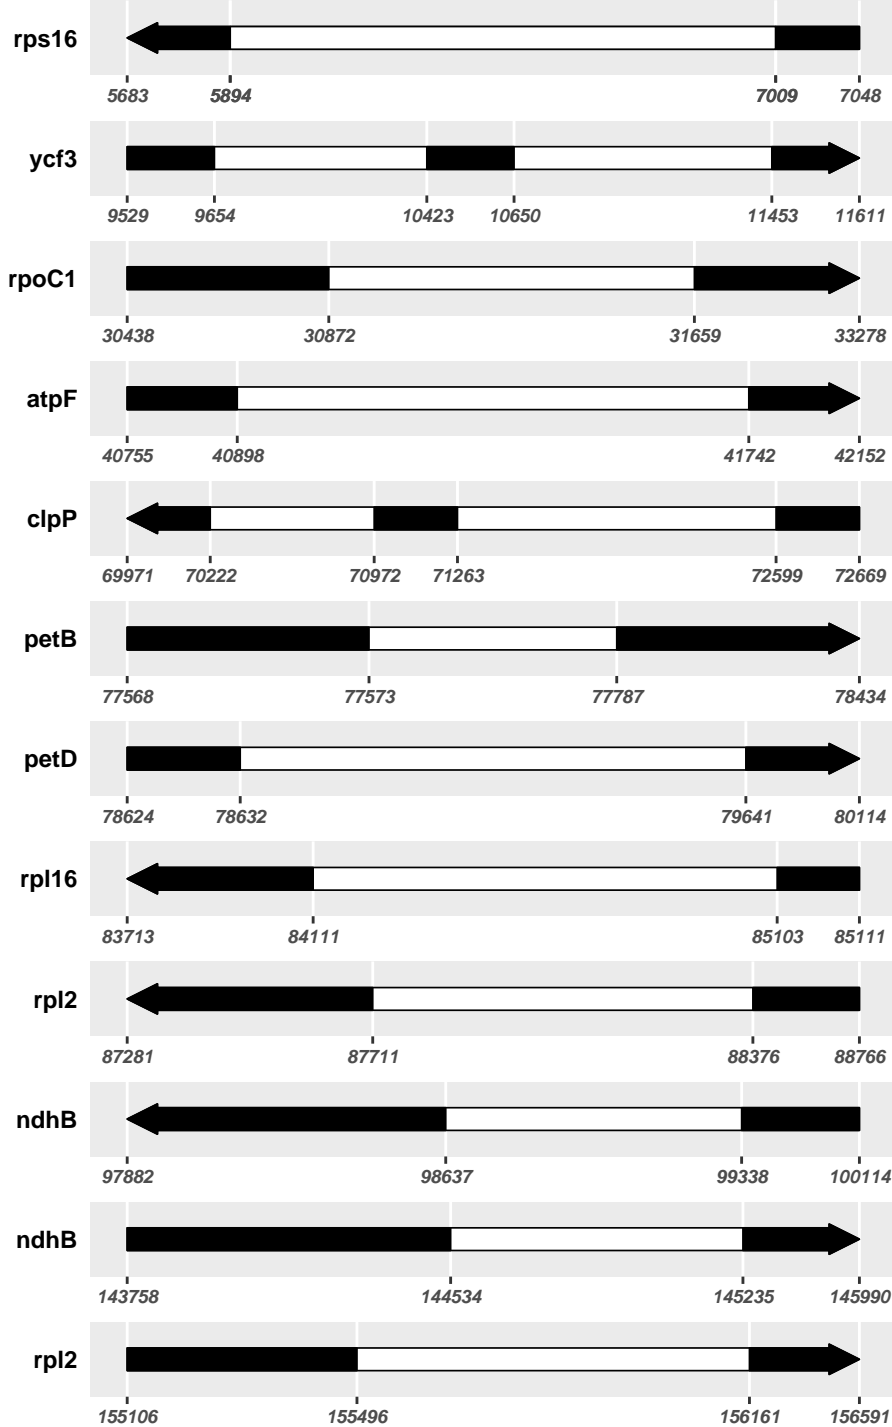 rps16
5683 5894 7009 7048
ycf3
9529 9654 10423 10650 11453 11611
rpoC1
30438 30872 31659 33278
atpF
40755 40898 41742 42152
clpP
69971 70222 70972 71263 72599 72669
petB
77568 77573 77787 78434
petD
78624 78632 79641 80114
rpl16
83713 84111 85103 85111
rpl2
87281 87711 88376 88766
ndhB
97882 98637 99338 100114
ndhB
143758 144534 145235 145990
rpl2
155106 155496 156161 156591